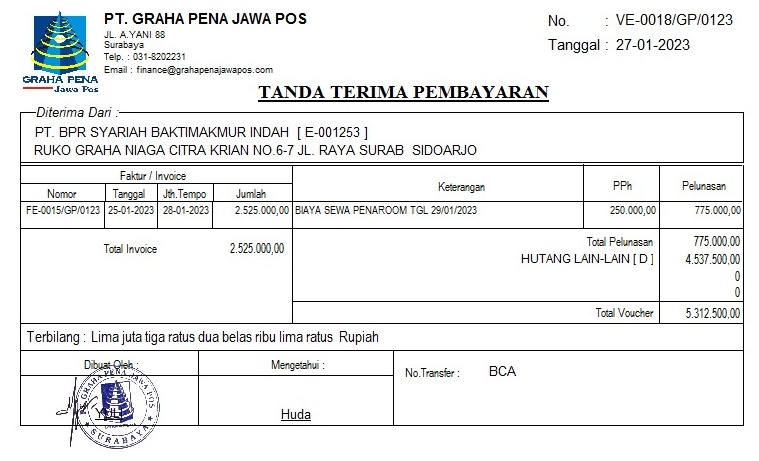 PT. GRAHA PENA JAWA POS
JL. A.YANI 88
Surabaya
Telp. : 031-8202231
Email : finance@grahapenajawapos.com
GRAHA PENA
Jawa Pos
No. : VE-0018/GP/0123
Tanggal : 27-01-2023
TANDA TERIMA PEMBAYARAN
Diterima Dari :
PT. BPR SYARIAH BAKTIMAKMUR INDAH [ E-001253 ]
RUKO GRAHA NIAGA CITRA KRIAN NO.6-7 JL. RAYA SURAB SIDOARJO
Faktur / Invoice Keterangan PPh Pelunasan
Nomor Tanggal Jth.Tempo Jumlah
FE-0015/GP/0123 25-01-2023 28-01-2023 2.525.000,00 BIAYA SEWA PENAROOM TGL 29/01/2023 250.000,00 775.000,00
Total Invoice 2.525.000,00
Total Pelunasan 775.000,00
HUTANG LAIN-LAIN [ D ] 4.537.500,00
0
0
Total Voucher 5.312.500,00
Terbilang : Lima juta tiga ratus dua belas ribu lima ratus Rupiah
Dibuat Oleh : Mengetahui : No.Transfer : BCA
PT. GRAHA PENA JAWA POS
SURABAYA
YULI
Huda